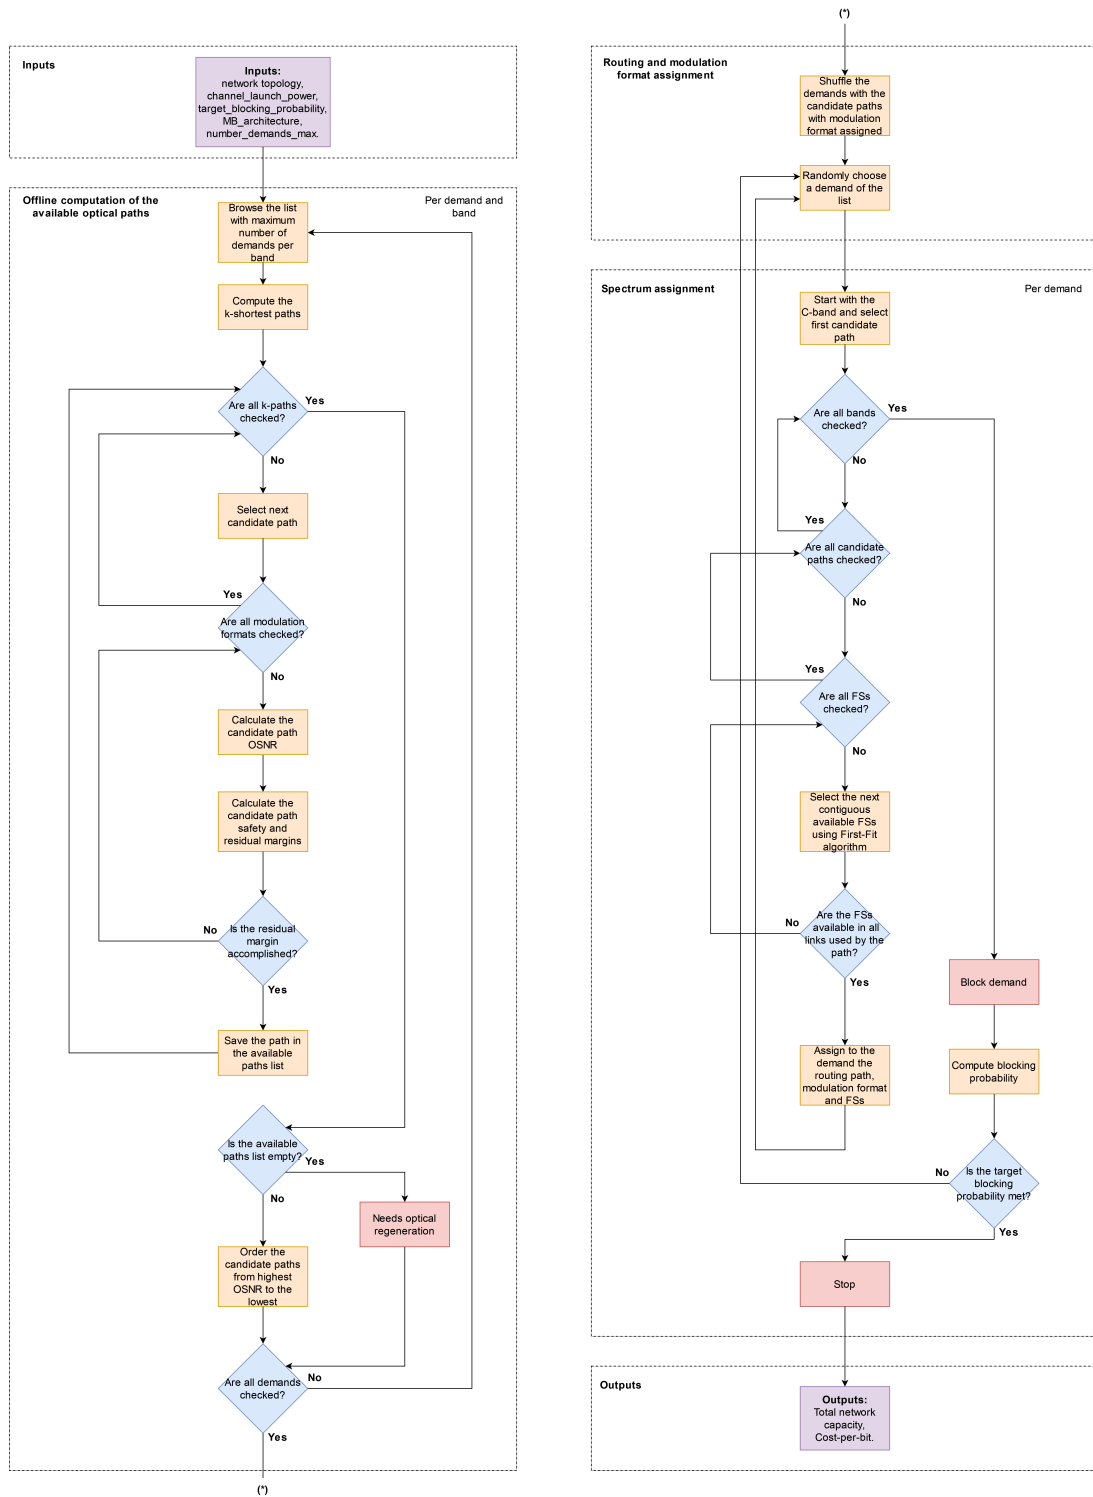 Inputs
Inputs:
network topology,
channel_launch_power,
target_blocking_probability,
MB_architecture,
number_demands_max.
Offline computation of the
available optical paths
Per demand and
band
Browse the list
with maximum
number of
demands per
band
Compute the
k-shortest paths
Are all k-paths
checked?
Yes
No
Select next
candidate path
Yes
Are all modulation
formats checked?
No
Calculate the
candidate path
OSNR
Calculate the
candidate path
safety and
residual margins
No
Is the residual
margin
accomplished?
Yes
Save the path in
the available
paths list
Is the available
paths list empty?
Yes
No
Needs optical
regeneration
Order the
candidate paths
from highest
OSNR to the
lowest
Are all demands
checked?
No
Yes
(*)
(*)
Routing and modulation
format assignment
Shuffle the
demands with the
candidate paths
with modulation
format assigned
Randomly choose
a demand of the
list
Spectrum assignment
Per demand
Start with the
C-band and select
first candidate
path
Are all bands
checked?
Yes
No
Yes
Are all candidate
paths checked?
No
Yes
Are all FSs
checked?
No
Select the next
contiguous
available FSs
using First-Fit
algorithm
No
Are the FSs
available in all
links used by the
path?
Yes
Block demand
Assign to the
demand the
routing path,
modulation format
and FSs
Compute blocking
probability
No
Is the target
blocking
probability met?
Yes
Stop
Outputs
Outputs:
Total network
capacity,
Cost-per-bit.